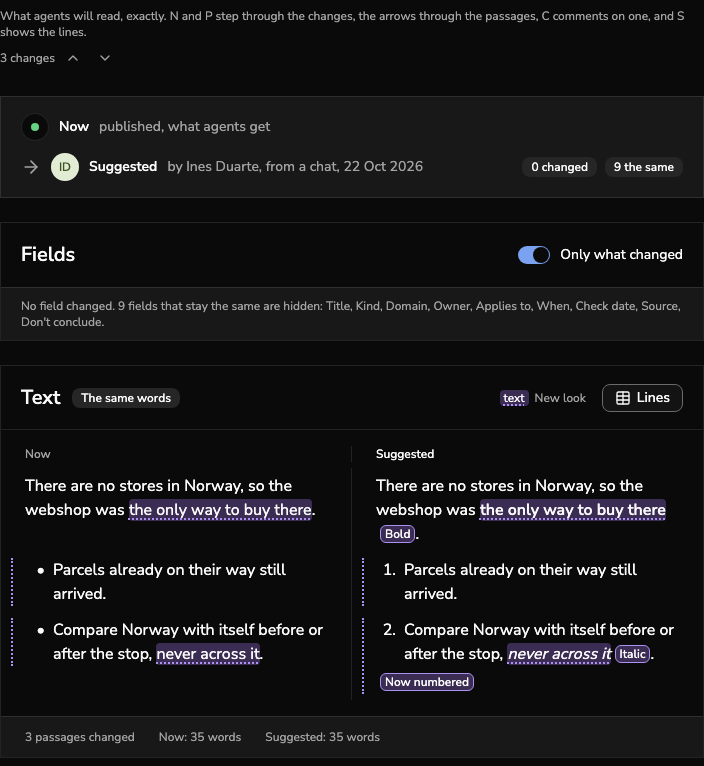 What agents will read, exactly. N and P step through the changes, the arrows through the passages, C comments on one, and S
shows the lines.
3 changes
Now published, what agents get
ID Suggested by Ines Duarte, from a chat, 22 Oct 2026 0 changed 9 the same
Fields Only what changed
No field changed. 9 fields that stay the same are hidden: Title, Kind, Domain, Owner, Applies to, When, Check date, Source,
Don't conclude.
Text The same words text New look Lines
Now
There are no stores in Norway, so the
webshop was the only way to buy there.
• Parcels already on their way still
arrived.
• Compare Norway with itself before or
after the stop, never across it.
Suggested
There are no stores in Norway, so the
webshop was the only way to buy there
Bold.
1. Parcels already on their way still
arrived.
2. Compare Norway with itself before or
after the stop, never across it Italic.
Now numbered
3 passages changed Now: 35 words Suggested: 35 words